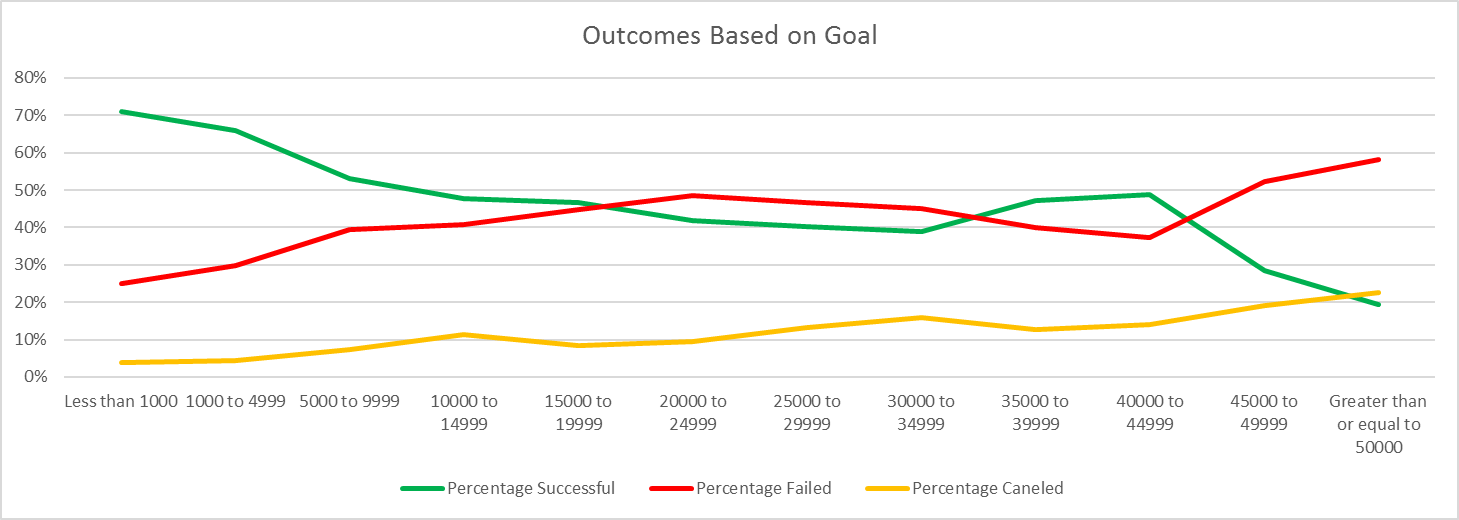 Outcomes Based on Goal
80%
70%
60%
50%
40%
30%
20%
10%
0%
Less than 1000 1000 to 4999 5000 to 9999 10000 to 15000 to 20000 to 25000 to 30000 to 35000 to 40000 to 45000 to Greater than
14999 19999 24999 29999 34999 39999 44999 49999 or equal to
50000
Percentage Successful Percentage Failed Percentage Caneled